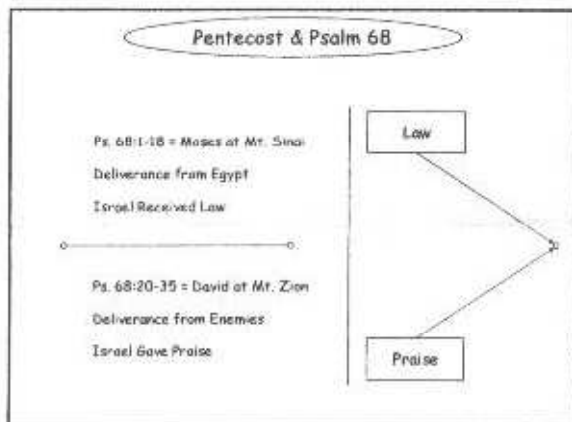 Pentecost & Psalm 68
Ps. 68:1-18 = Moses at Mt. Sinai
Deliverance from Egypt
Israel Received Law
Ps. 68:20-35 = David at Mt. Zion
Deliverance from Enemies
Israel Gave Praise
Law
Praise